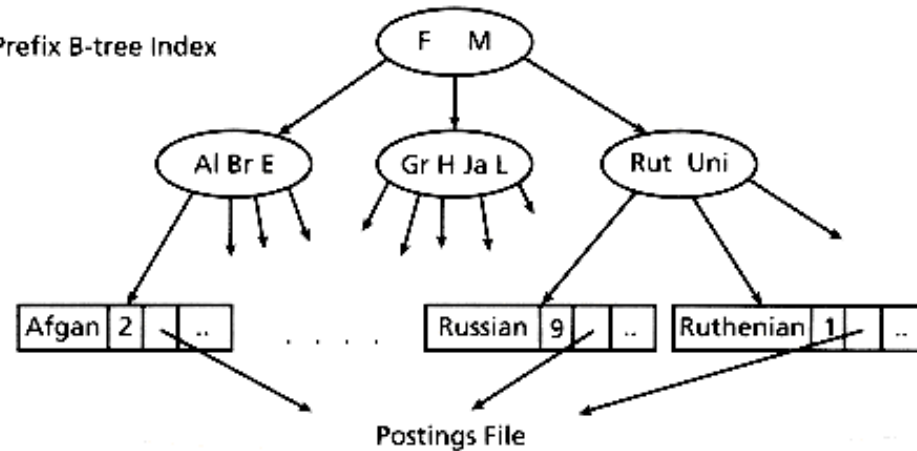 Prefix B-tree Index
F M
Al Br E
Gr H Ja L
Rut Uni
Afgan 2 ..
. . . . .
Russian 9 ..
Ruthenian 1 ..
Postings File